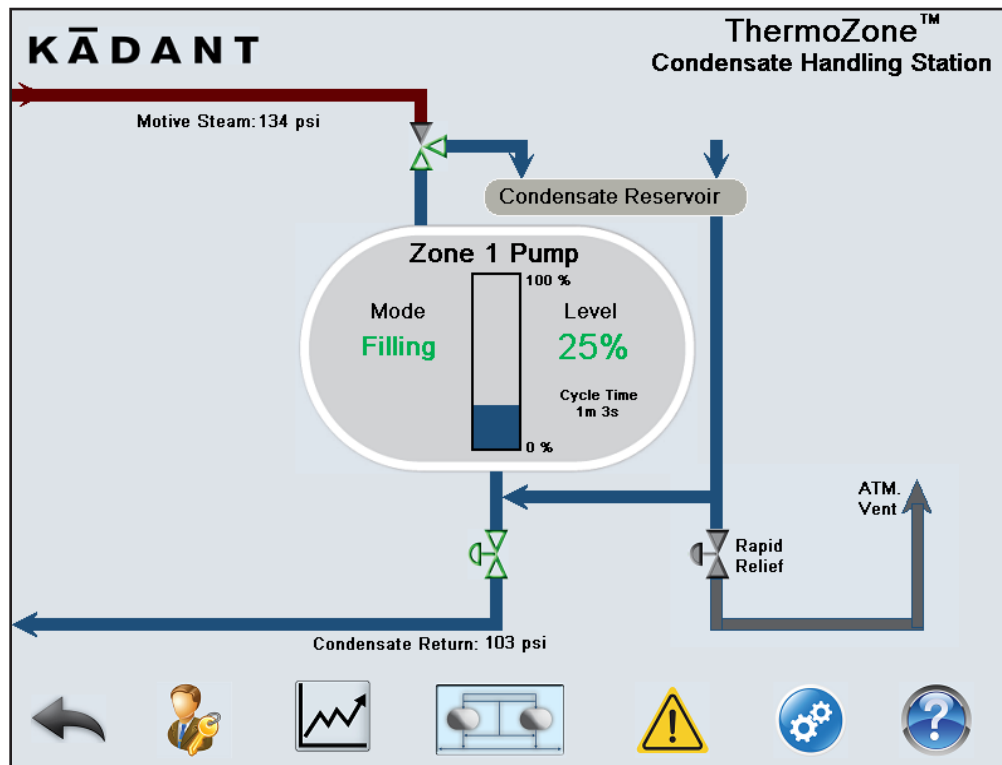 KĀDANT
ThermoZone™
Condensate Handling Station
Motive Steam: 134 psi
Condensate Reservoir
Zone 1 Pump
100 %
Mode
Level
Filling
25%
Cycle Time
1m 3s
0 %
ATM.
Vent
Rapid
Relief
Condensate Return: 103 psi